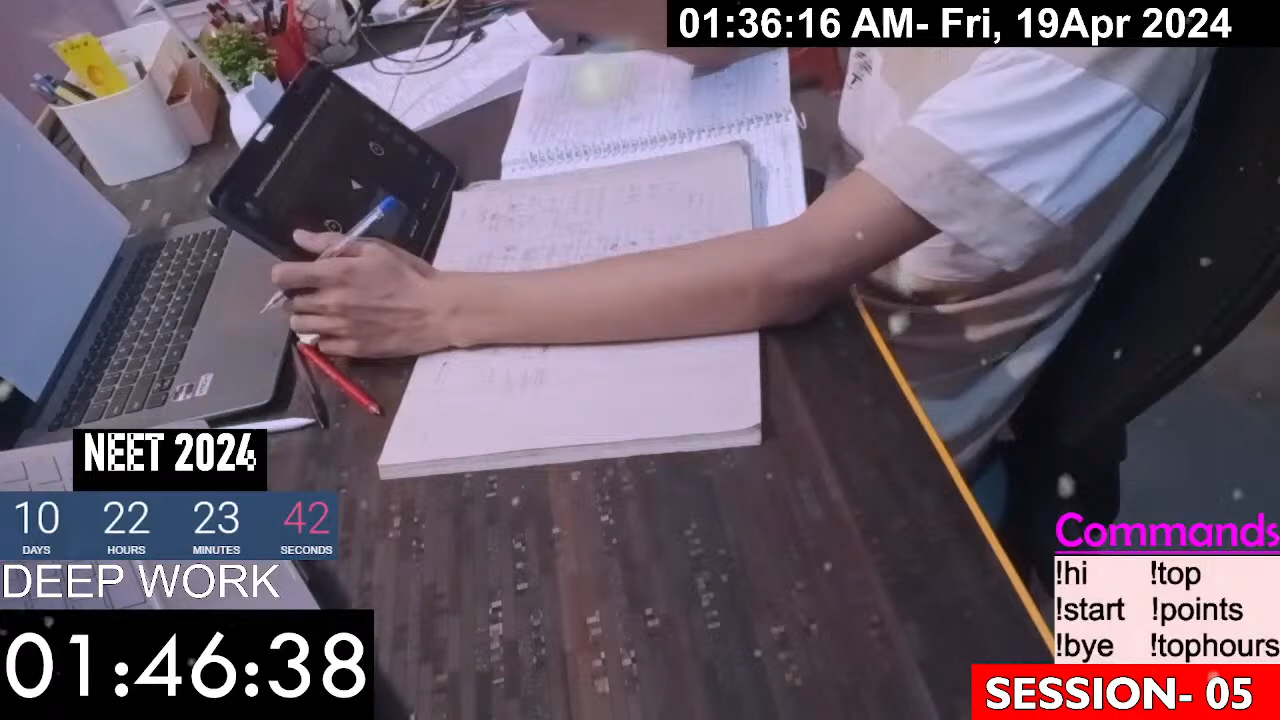 01:36:16 AM- Fri, 19Apr 2024
NEET 2024
10 22 23 42
DAYS HOURS MINUTES SECONDS
DEEP WORK
01:46:38
Commands
!hi !top
!start !points
!bye !tophours
SESSION- 05